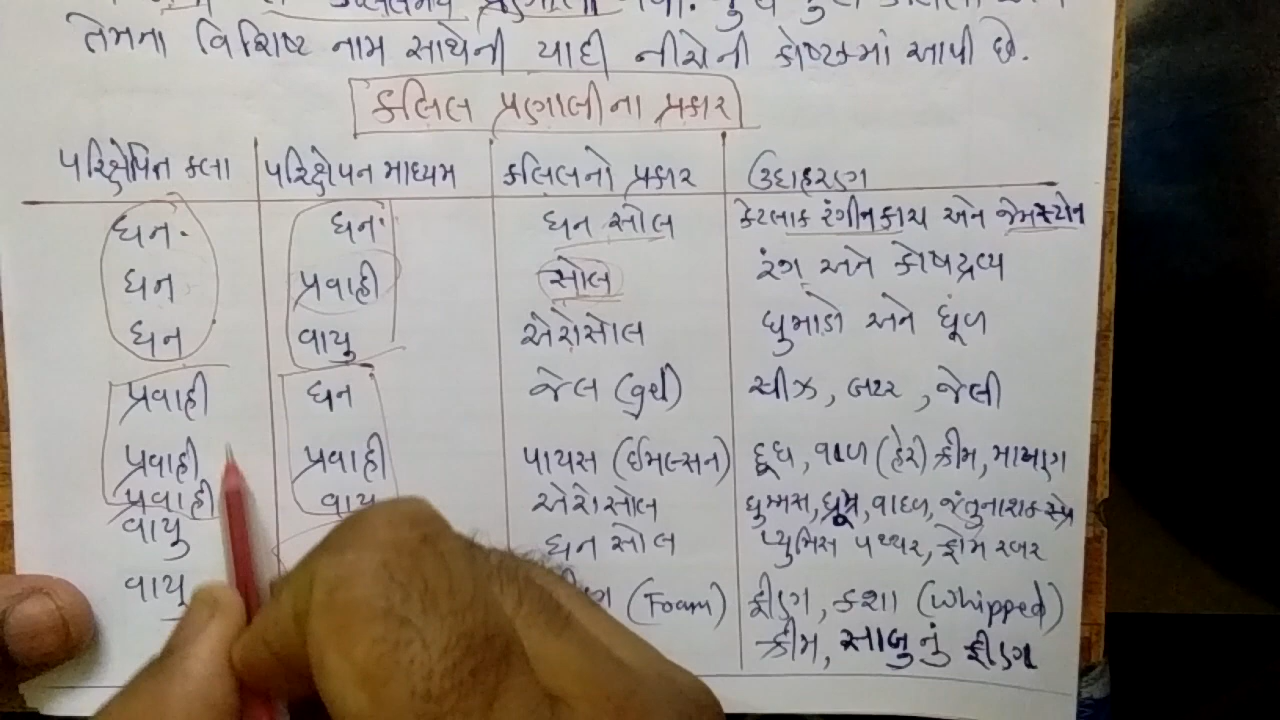 તેમના વિશિષ્ટ નામ સાથેની યાદી નીચેની કોષ્ટકમાં આપી છે.
કલિલ પ્રણાલીના પ્રકાર
પરિક્ષેપિત કલા પરિક્ષેપન માધ્યમ કલિલનો પ્રકાર ઉદાહરણ
ઘન ઘન ઘન સોલ કેટલાક રંગીન કાચ અને જેમસ્ટોન
ઘન પ્રવાહી સોલ રંગ અને કોષદ્રવ્ય
ઘન વાયુ એરોસોલ ધુમાડો અને ધૂળ
પ્રવાહી ઘન જેલ ચીઝ, બટર, જેલી
પ્રવાહી પ્રવાહી પાયસ (ઈમલ્સન) દૂધ, વાળ (હેર) ક્રીમ, માખણ
પ્રવાહી વાયુ એરોસોલ ધુમ્મસ, ધૂમ્ર, વાદળ, જંતુનાશક સ્પ્રે
વાયુ ઘન સોલ પ્યુમિસ પથ્થર, ફોમ રબર
વાયુ (Foam) ફીણ, કશા (Whipped)
ક્રીમ, સાબુનું ફીણ